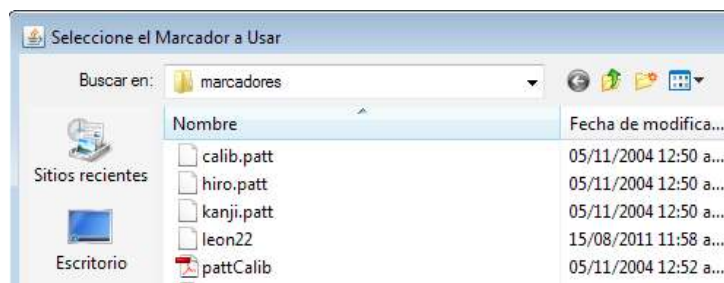 Seleccione el Marcador a Usar
Buscar en: marcadores
Nombre Fecha de modifica...
Sitios recientes
Escritorio
calib.patt 05/11/2004 12:50 a...
hiro.patt 05/11/2004 12:50 a...
kanji.patt 05/11/2004 12:50 a...
leon22 15/08/2011 11:58 a...
pattCalib 05/11/2004 12:52 a...